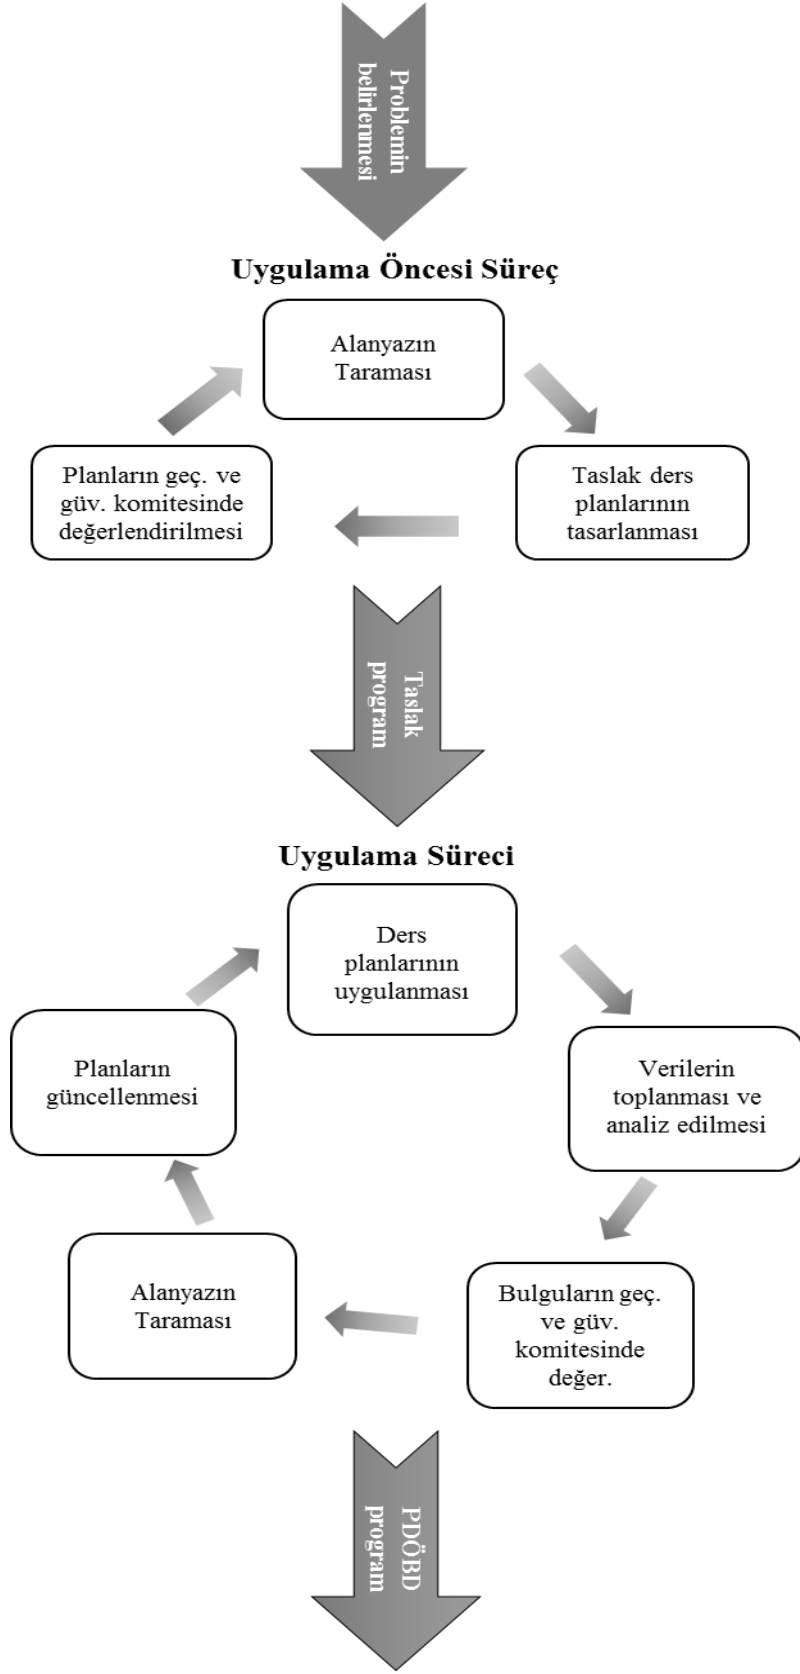 Problemin
belirlenmesi
Uygulama Öncesi Süreç
Alanyazın
Taraması
Taslak ders
planlarının
tasarlanması
Planların geç. ve
güv. komitesinde
değerlendirilmesi
Taslak
program
Uygulama Süreci
Ders
planlarının
uygulanması
Verilerin
toplanması ve
analiz edilmesi
Bulguların geç.
ve güv.
komitesinde
değer.
Alanyazın
Taraması
Planların
güncellenmesi
PDÖBD
program